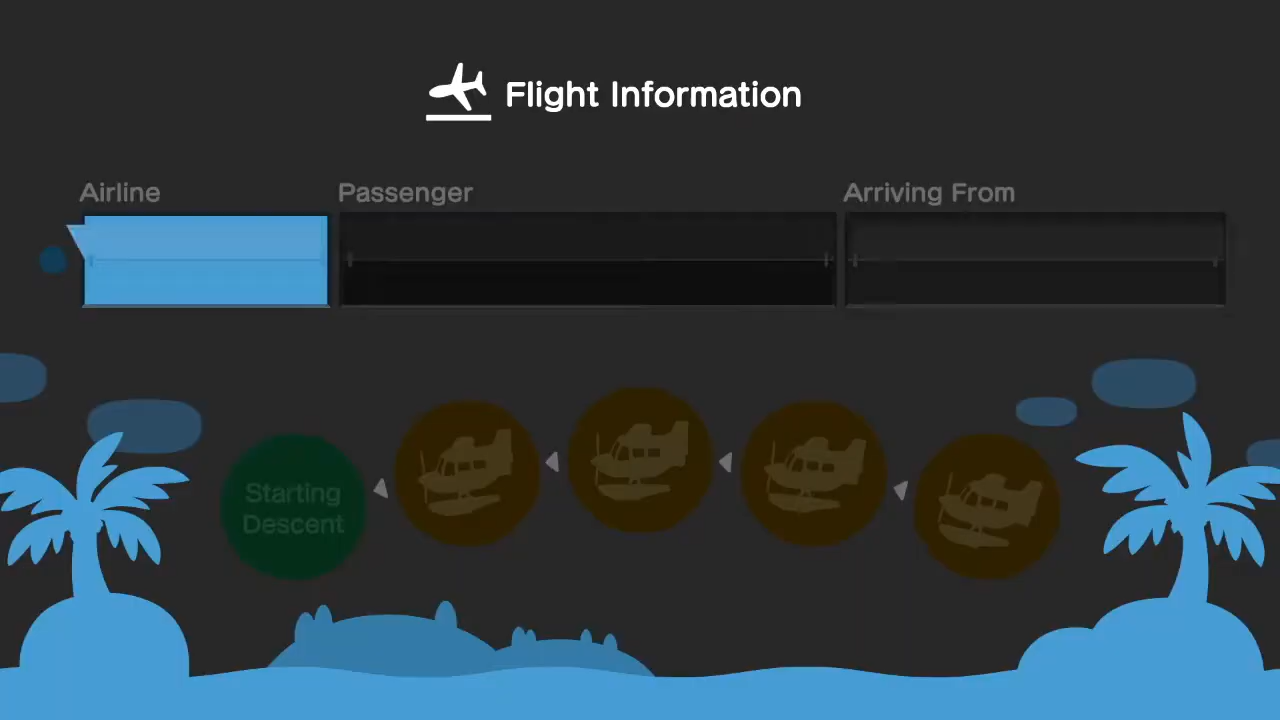 Flight Information
Airline
Passenger
Arriving From
Starting
Descent